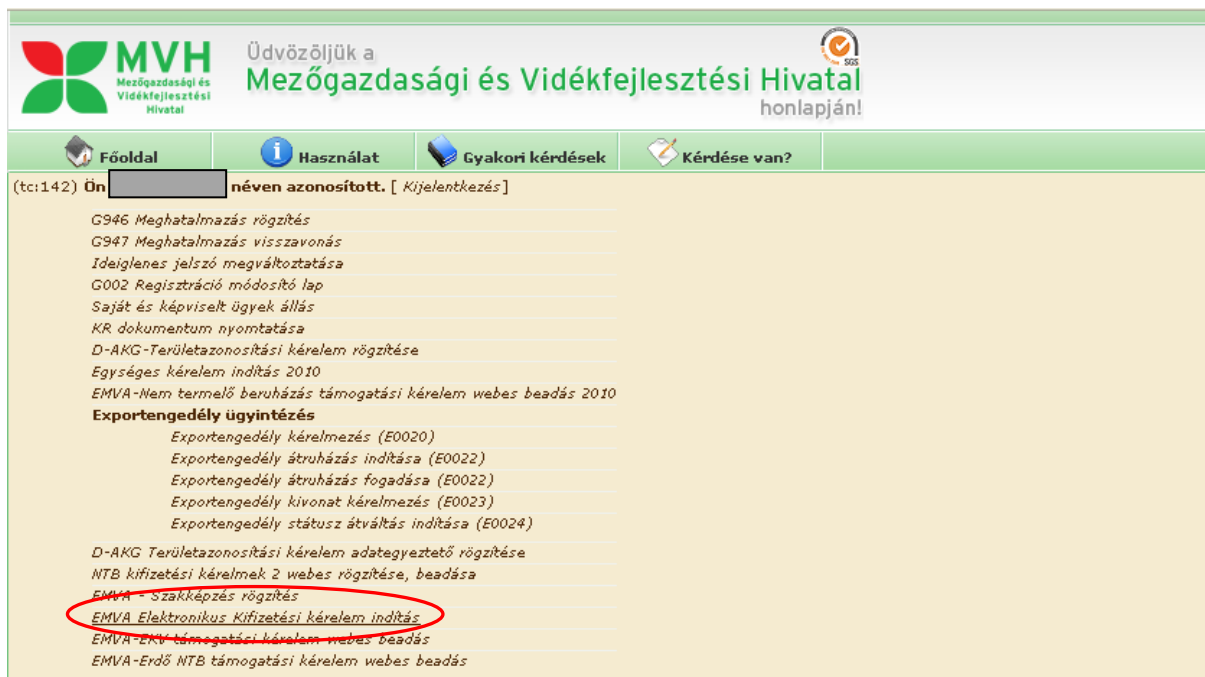 MVH
Mezőgazdasági és
Vidékfejlesztési
Hivatal
Üdvözöljük a
Mezőgazdasági és Vidékfejlesztési Hivatal
honlapján!
SGS
Főoldal
Használat
Gyakori kérdések
Kérdése van?
(tc:142) Ön néven azonosított. [ Kijelentkezés]
G946 Meghatalmazás rögzítés
G947 Meghatalmazás visszavonás
Ideiglenes jelszó megváltoztatása
G002 Regisztráció módosító lap
Saját és képviselt ügyek állás
KR dokumentum nyomtatása
D-AKG-Területazonosítási kérelem rögzítése
Egységes kérelem indítás 2010
EMVA-Nem termelő beruházás támogatási kérelem webes beadás 2010
Exportengedély ügyintézés
Exportengedély kérelmezés (E0020)
Exportengedély átruházás indítása (E0022)
Exportengedély átruházás fogadása (E0022)
Exportengedély kivonat kérelmezés (E0023)
Exportengedély státusz átváltás indítása (E0024)
D-AKG Területazonosítási kérelem adategyeztető rögzítése
NTB kifizetési kérelmek 2 webes rögzítése, beadása
EMVA - Szakképzés rögzítés
EMVA Elektronikus Kifizetési kérelem indítás
EMVA-EKV támogatási kérelem webes beadás
EMVA-Erdő NTB támogatási kérelem webes beadás